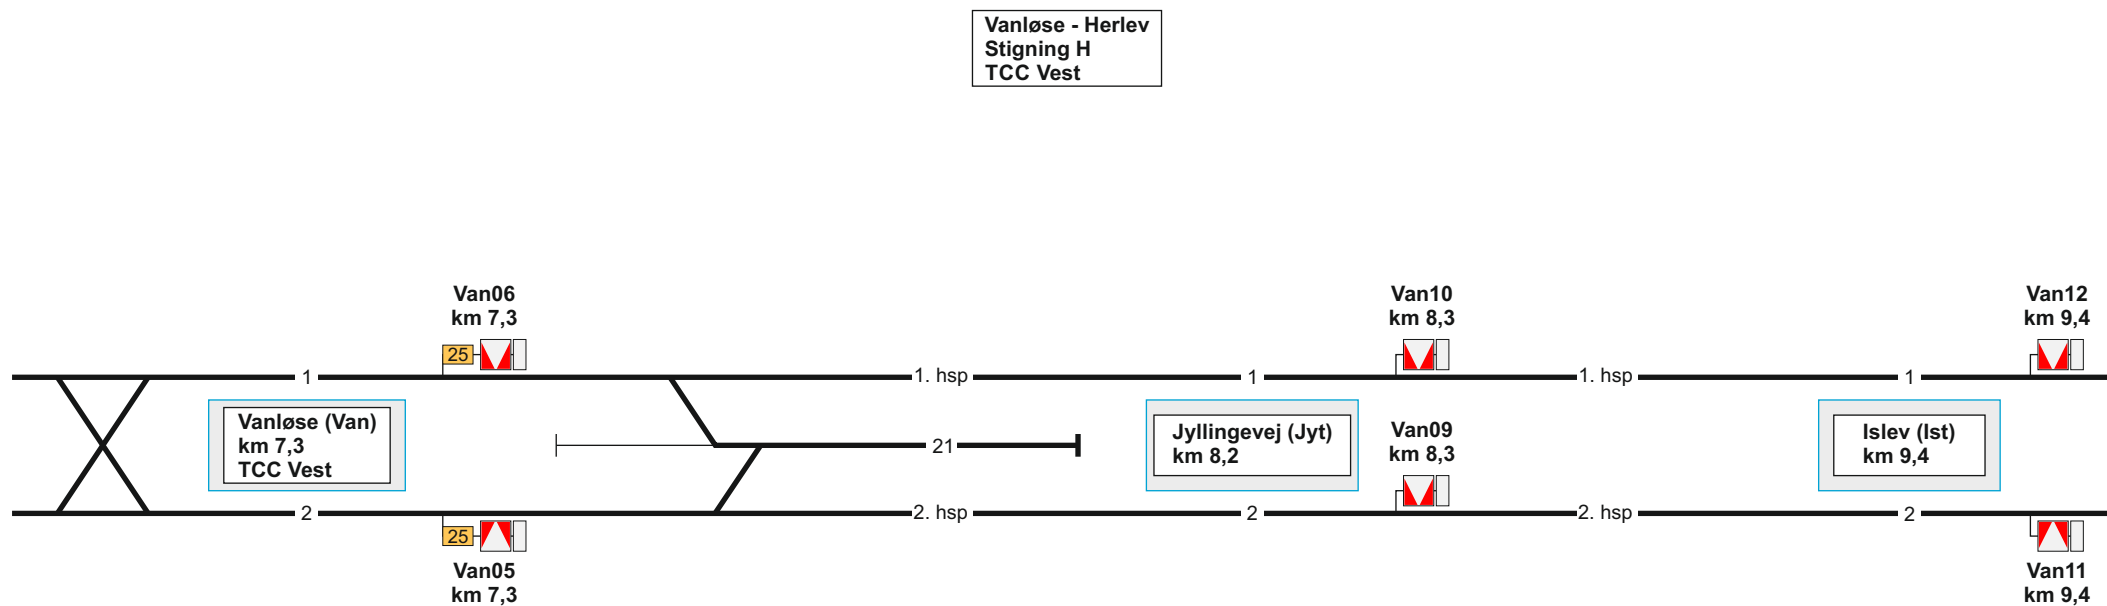 Vanløse - Herlev
Stigning H
TCC Vest
Van06
km 7,3
Van10
km 8,3
Van12
km 9,4
25
1
1. hsp
1
1. hsp
1
Vanløse (Van)
km 7,3
TCC Vest
21
Jyllingevej (Jyt)
km 8,2
Van09
km 8,3
Islev (Ist)
km 9,4
2
2. hsp
2
2. hsp
2
25
Van05
km 7,3
Van11
km 9,4